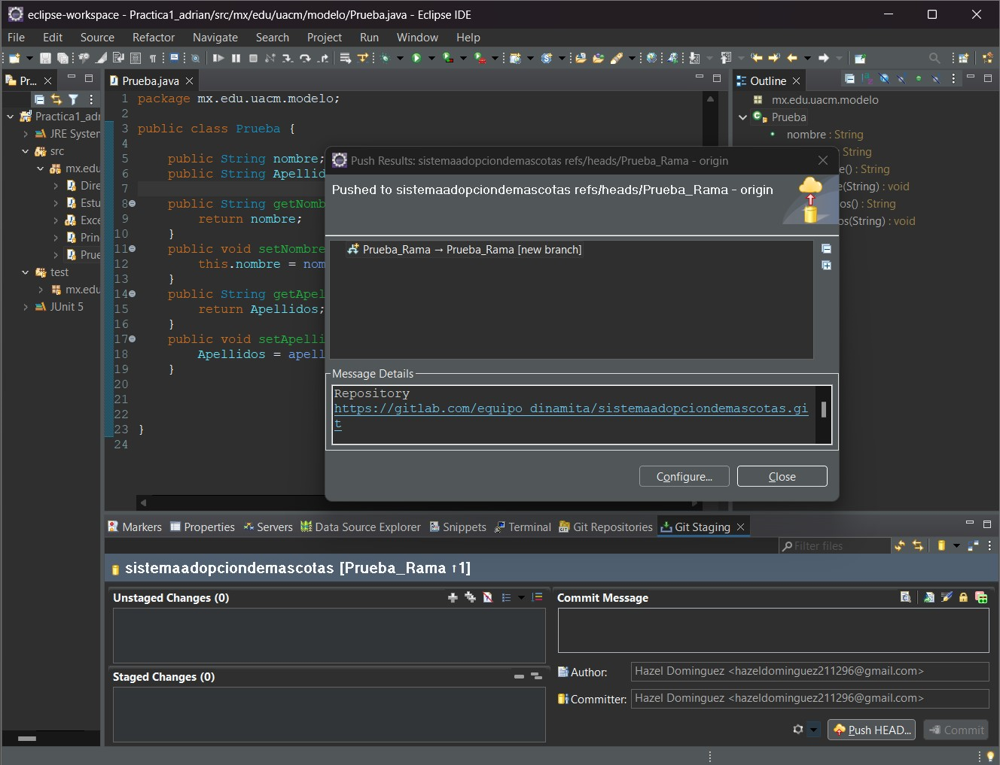 eclipse-workspace - Practica1_adrian/src/mx/edu/uacm/modelo/Prueba.java - Eclipse IDE
File Edit Source Refactor Navigate Search Project Run Window Help
Pr...
Prueba.java
Outline
Practica1_adr
JRE System
src
mx.edu
Dire
Estu
Exce
Prin
Prue
test
mx.edu
JUnit 5
1 package mx.edu.uacm.modelo;
2
3 public class Prueba {
4
5 public String nombre;
6 public String Apellid
7
8 public String getNomb
9 return nombre;
10 }
11 public void setNombre
12 this.nombre = nom
13 }
14 public String getApel
15 return Apellidos;
16 }
17 public void setApelli
18 Apellidos = apell
19 }
20
21
22
23 }
24
mx.edu.uacm.modelo
Prueba
nombre : String
String
e() : String
e(String) : void
os() : String
os(String) : void
Push Results: sistemaadopciondemascotas refs/heads/Prueba_Rama - origin
Pushed to sistemaadopciondemascotas refs/heads/Prueba_Rama - origin
Prueba_Rama → Prueba_Rama [new branch]
Message Details
Repository
https://gitlab.com/equipo_dinamita/sistemaadopciondemascotas.gi
t
Configure... Close
Markers Properties Servers Data Source Explorer Snippets Terminal Git Repositories Git Staging
Filter files
sistemaadopciondemascotas [Prueba_Rama ↑1]
Unstaged Changes (0)
Staged Changes (0)
Commit Message
Author: Hazel Dominguez <hazeldominguez211296@gmail.com>
Committer: Hazel Dominguez <hazeldominguez211296@gmail.com>
Push HEAD... Commit